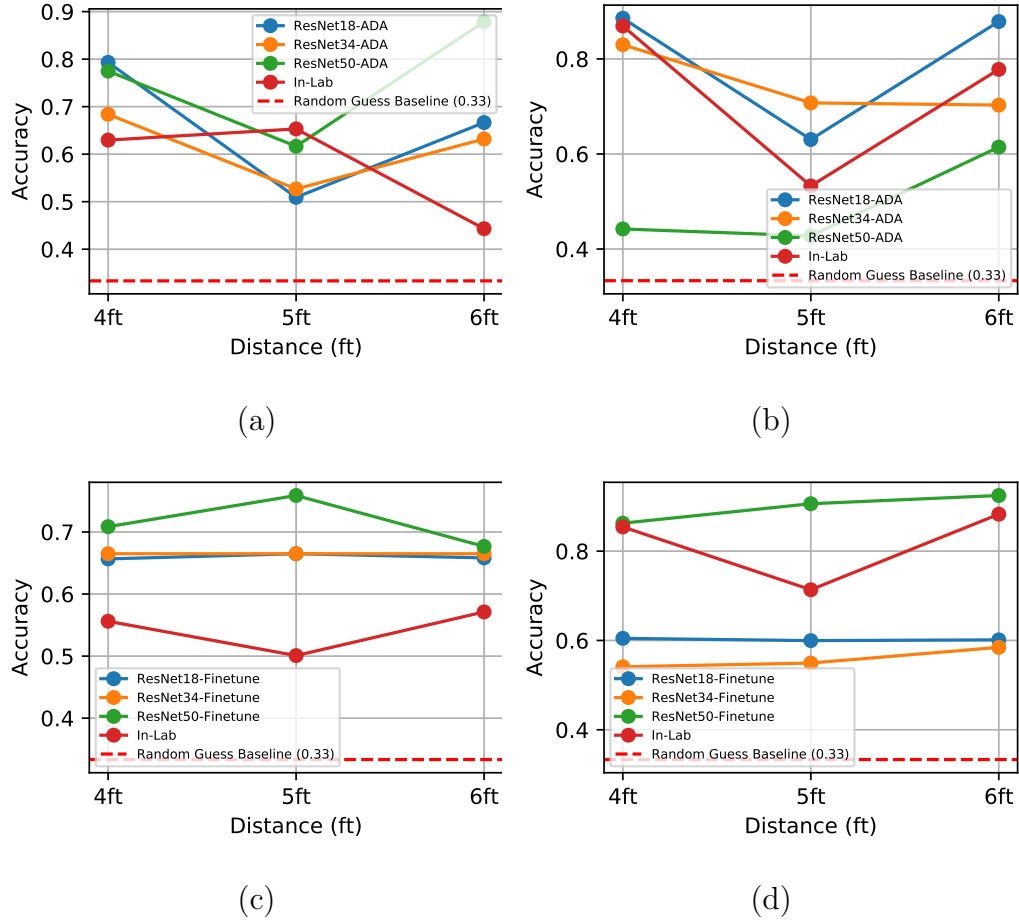 0.9
0.8
0.7
0.6
0.5
0.4
Accuracy
ResNet18-ADA
ResNet34-ADA
ResNet50-ADA
In-Lab
Random Guess Baseline (0.33)
4ft
5ft
6ft
Distance (ft)
(a)
0.8
0.6
0.4
Accuracy
ResNet18-ADA
ResNet34-ADA
ResNet50-ADA
In-Lab
Random Guess Baseline (0.33)
4ft
5ft
6ft
Distance (ft)
(b)
0.7
0.6
0.5
0.4
Accuracy
ResNet18-Finetune
ResNet34-Finetune
ResNet50-Finetune
In-Lab
Random Guess Baseline (0.33)
4ft
5ft
6ft
Distance (ft)
(c)
0.8
0.6
0.4
Accuracy
ResNet18-Finetune
ResNet34-Finetune
ResNet50-Finetune
In-Lab
Random Guess Baseline (0.33)
4ft
5ft
6ft
Distance (ft)
(d)